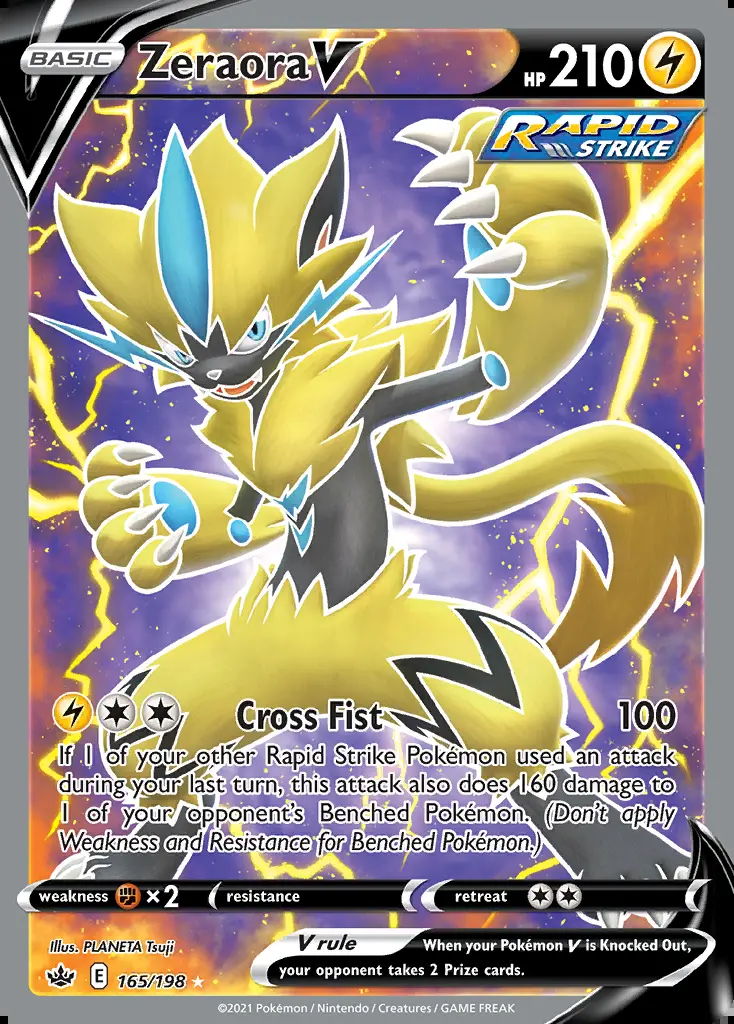 BASIC
Zeraora V
HP 210
RAPID
STRIKE
Cross Fist 100
If 1 of your other Rapid Strike Pokémon used an attack
during your last turn, this attack also does 160 damage to
1 of your opponent's Benched Pokémon. (Don't apply
Weakness and Resistance for Benched Pokémon.)
weakness ×2 resistance retreat
Illus. PLANETA Tsuji
V rule When your Pokémon V is Knocked Out,
your opponent takes 2 Prize cards.
E 165/198
©2021 Pokémon / Nintendo / Creatures / GAME FREAK